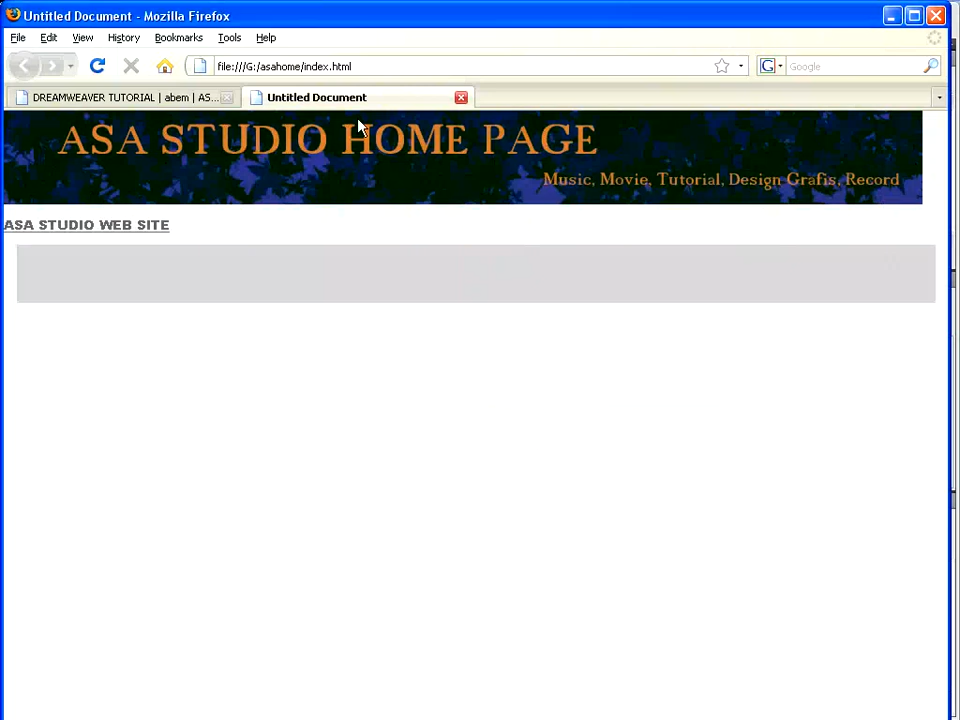 Untitled Document - Mozilla Firefox
File Edit View History Bookmarks Tools Help
file:///G:/asahome/index.html
G Google
DREAMWEAVER TUTORIAL | abem | AS...
Untitled Document
ASA STUDIO HOME PAGE
Music, Movie, Tutorial, Design Grafis, Record
ASA STUDIO WEB SITE